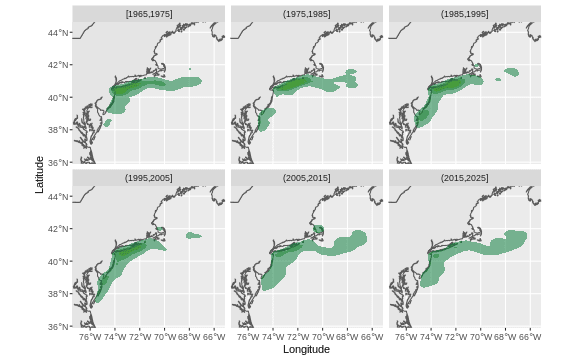 [1965,1975]
(1975,1985]
(1985,1995]
44°N
42°N
40°N
38°N
36°N
(1995,2005]
(2005,2015]
(2015,2025]
44°N
42°N
40°N
38°N
36°N
76°W 74°W 72°W 70°W 68°W 66°W
76°W 74°W 72°W 70°W 68°W 66°W
76°W 74°W 72°W 70°W 68°W 66°W
Longitude
Latitude